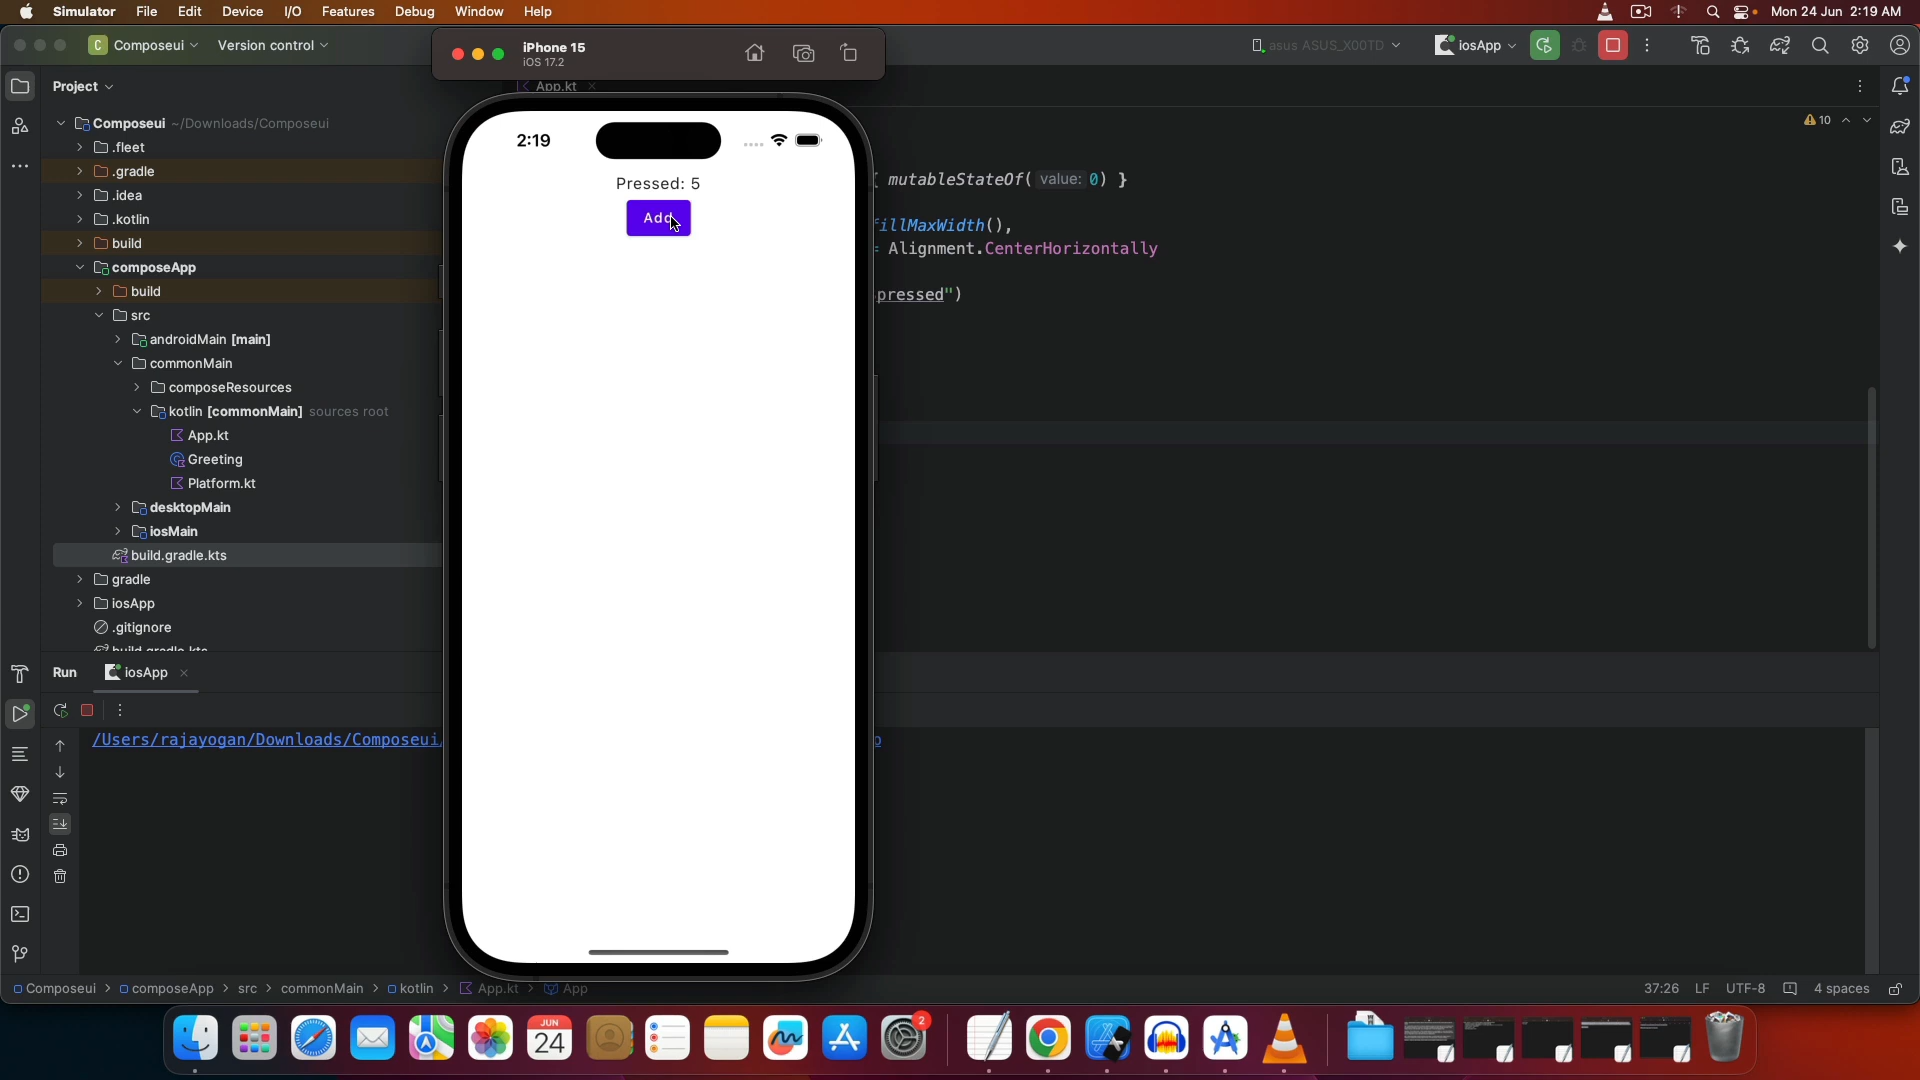 Simulator File Edit Device I/O Features Debug Window Help
Mon 24 Jun 2:19 AM
C Composeui Version control
iPhone 15
iOS 17.2
asus ASUS_X00TD iosApp
Project
App.kt
Composeui ~/Downloads/Composeui
10
.fleet
2:19
.gradle
{ mutableStateOf( value: 0) }
Pressed: 5
.idea
Add
.kotlin
fillMaxWidth(),
build
= Alignment.CenterHorizontally
composeApp
build
pressed")
src
androidMain [main]
commonMain
composeResources
kotlin [commonMain] sources root
App.kt
Greeting
Platform.kt
desktopMain
iosMain
build.gradle.kts
gradle
iosApp
.gitignore
build.gradle.kts
Run iosApp
/Users/rajayogan/Downloads/Composeui/
Composeui > composeApp > src > commonMain > kotlin > App.kt > App
37:26 LF UTF-8 4 spaces
JUN
24
2